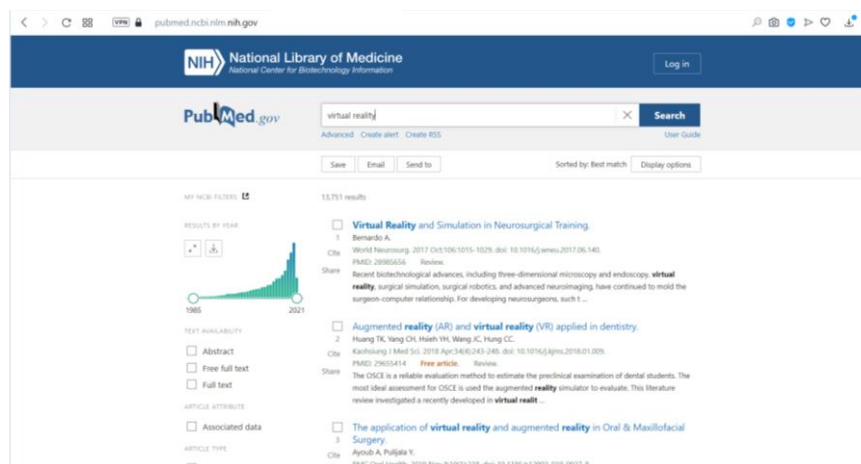 VPN pubmed.ncbi.nlm.nih.gov
NIH National Library of Medicine
National Center for Biotechnology Information
Log in
PubMed.gov
virtual reality
Search
Advanced Create alert Create RSS
User Guide
Save Email Send to
Sorted by: Best match Display options
MY NCBI FILTERS
13,751 results
RESULTS BY YEAR
1985 2021
TEXT AVAILABILITY
Abstract
Free full text
Full text
ARTICLE ATTRIBUTE
Associated data
ARTICLE TYPE
Virtual Reality and Simulation in Neurosurgical Training.
1 Bernardo A.
Cite World Neurosurg. 2017 Oct;106:1015-1029. doi: 10.1016/j.wneu.2017.06.140.
PMID: 28985656 Review.
Share Recent biotechnological advances, including three-dimensional microscopy and endoscopy, virtual
reality, surgical simulation, surgical robotics, and advanced neuroimaging, have continued to mold the
surgeon-computer relationship. For developing neurosurgeons, such t ...
Augmented reality (AR) and virtual reality (VR) applied in dentistry.
2 Huang TK, Yang CH, Hsieh YH, Wang JC, Hung CC.
Cite Kaohsiung J Med Sci. 2018 Apr;34(4):243-248. doi: 10.1016/j.kjms.2018.01.009.
PMID: 29655414 Free article. Review.
Share The OSCE is a reliable evaluation method to estimate the preclinical examination of dental students. The
most ideal assessment for OSCE is used the augmented reality simulator to evaluate. This literature
review investigated a recently developed in virtual realit ...
The application of virtual reality and augmented reality in Oral & Maxillofacial
3 Surgery.
Cite Ayoub A, Pulijala Y.